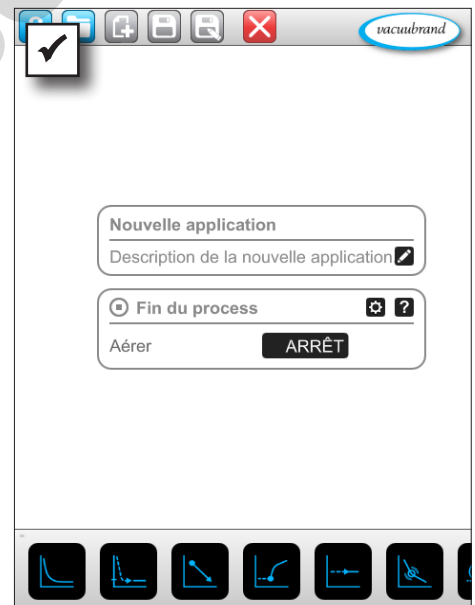 vacuubrand
Nouvelle application
Description de la nouvelle application
Fin du process
?
Aérer
ARRÊT